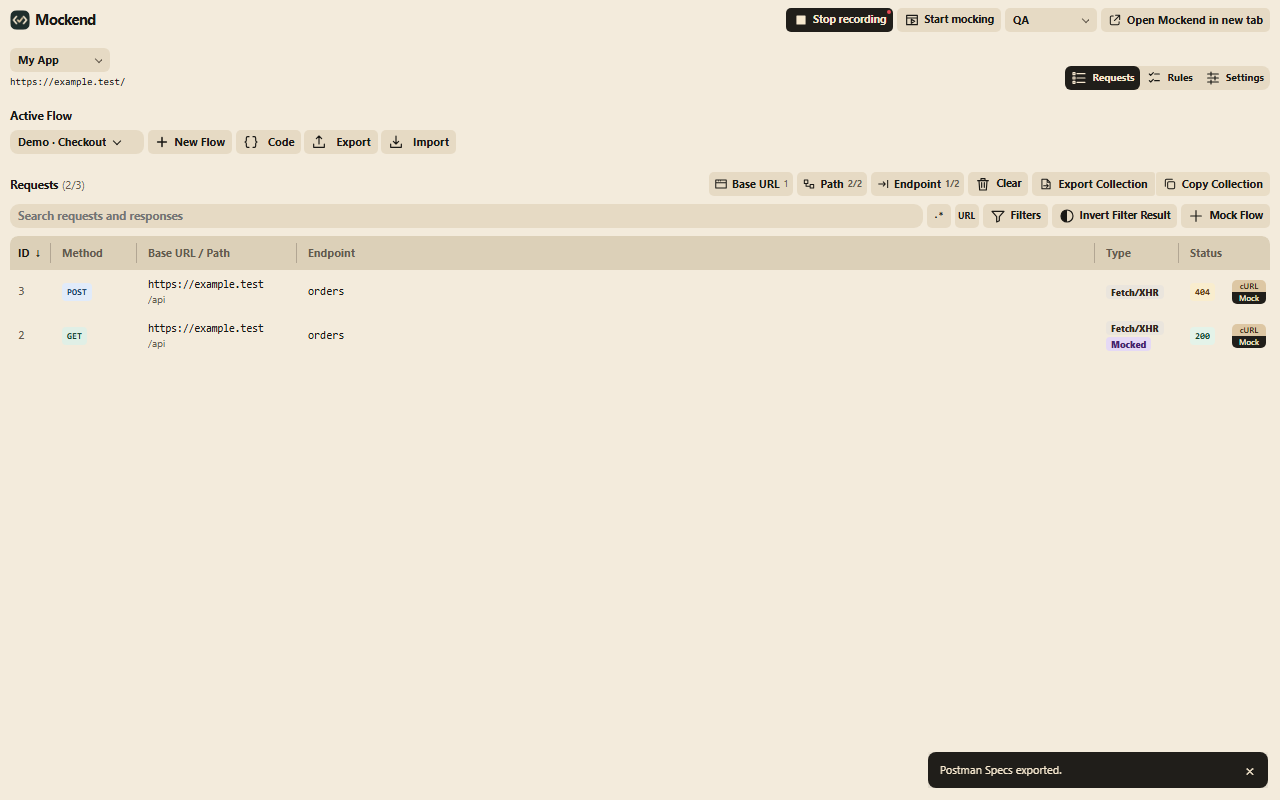 Mockend
Stop recording
Start mocking
QA
Open Mockend in new tab
My App
https://example.test/
Requests
Rules
Settings
Active Flow
Demo · Checkout
New Flow
{} Code
Export
Import
Requests (2/3)
Base URL 1
Path 2/2
Endpoint 1/2
Clear
Export Collection
Copy Collection
Search requests and responses
.*
URL
Filters
Invert Filter Result
Mock Flow
ID ↓ Method Base URL / Path Endpoint Type Status
3 POST https://example.test orders Fetch/XHR 404 cURL
/api Mock
2 GET https://example.test orders Fetch/XHR 200 cURL
/api Mocked Mock
Postman Specs exported.